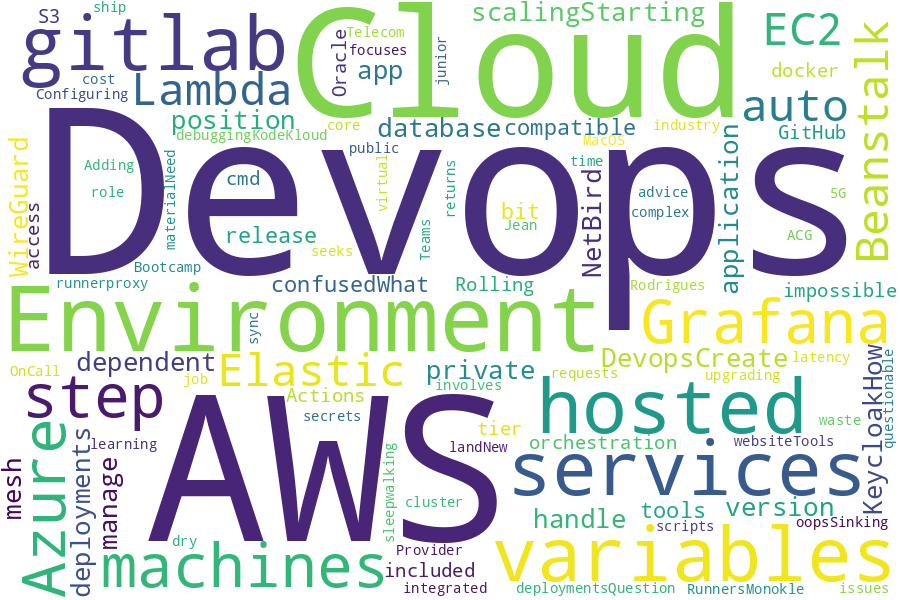 ship
S3
gitlab
Cloud
scalingStarting
EC2
Telecom
focuses
Oracle
app
junior
cost
Configuring
Lambda
docker
auto
Beanstalk
position
debuggingKodeKloud
core
database
compatible
industry
GitHub
MacOS
public
Devops
WireGuard
access
Adding
role
materialNeed
cmd
virtual
returns
time
NetBird
advice
complex
application
5G
ACG
bit
Jean
release
seeks
Teams
Bootcamp
runnerproxy
confusedWhat
Rolling
Rodrigues
impossible
Environment
sync
Grafana
OnCall
dependent
job
Elastic
private
involves
requests
DevopsCreate
upgrading
latency
KeycloakHow
questionable
step
Actions
secrets
AWS
hosted
tier
landNew
orchestration
websiteTools
waste
Azure
deployments
learning
mesh
manage
sleepwalking
services
cluster
handle
tools
version
scripts
oopsSinking
dry
machines
Provider
included
integrated
variables
deploymentsQuestion
RunnersMonokle
issues